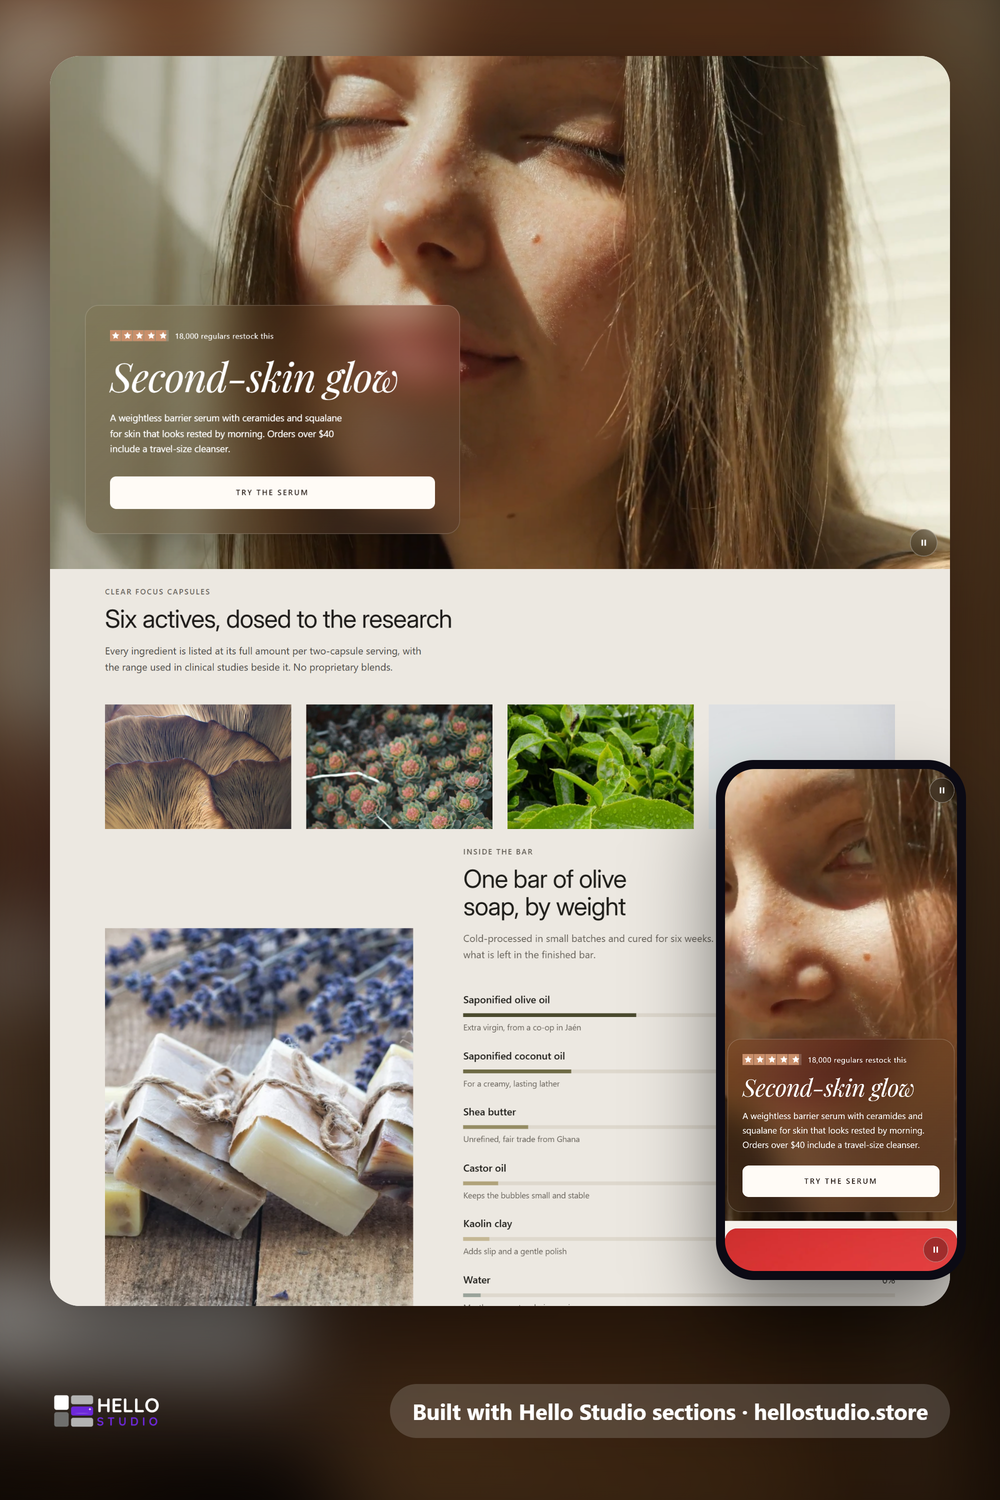 18,000 regulars restock this
Second-skin glow
A weightless barrier serum with ceramides and squalane
for skin that looks rested by morning. Orders over $40
include a travel-size cleanser.
TRY THE SERUM
CLEAR FOCUS CAPSULES
Six actives, dosed to the research
Every ingredient is listed at its full amount per two-capsule serving, with
the range used in clinical studies beside it. No proprietary blends.
INSIDE THE BAR
One bar of olive
soap, by weight
Cold-processed in small batches and cured for six weeks.
what is left in the finished bar.
Saponified olive oil
Extra virgin, from a co-op in Jaén
Saponified coconut oil
For a creamy, lasting lather
Shea butter
Unrefined, fair trade from Ghana
Castor oil
Keeps the bubbles small and stable
Kaolin clay
Adds slip and a gentle polish
Water
18,000 regulars restock this
Second-skin glow
A weightless barrier serum with ceramides and
squalane for skin that looks rested by morning.
Orders over $40 include a travel-size cleanser.
TRY THE SERUM
HELLO
STUDIO
Built with Hello Studio sections · hellostudio.store